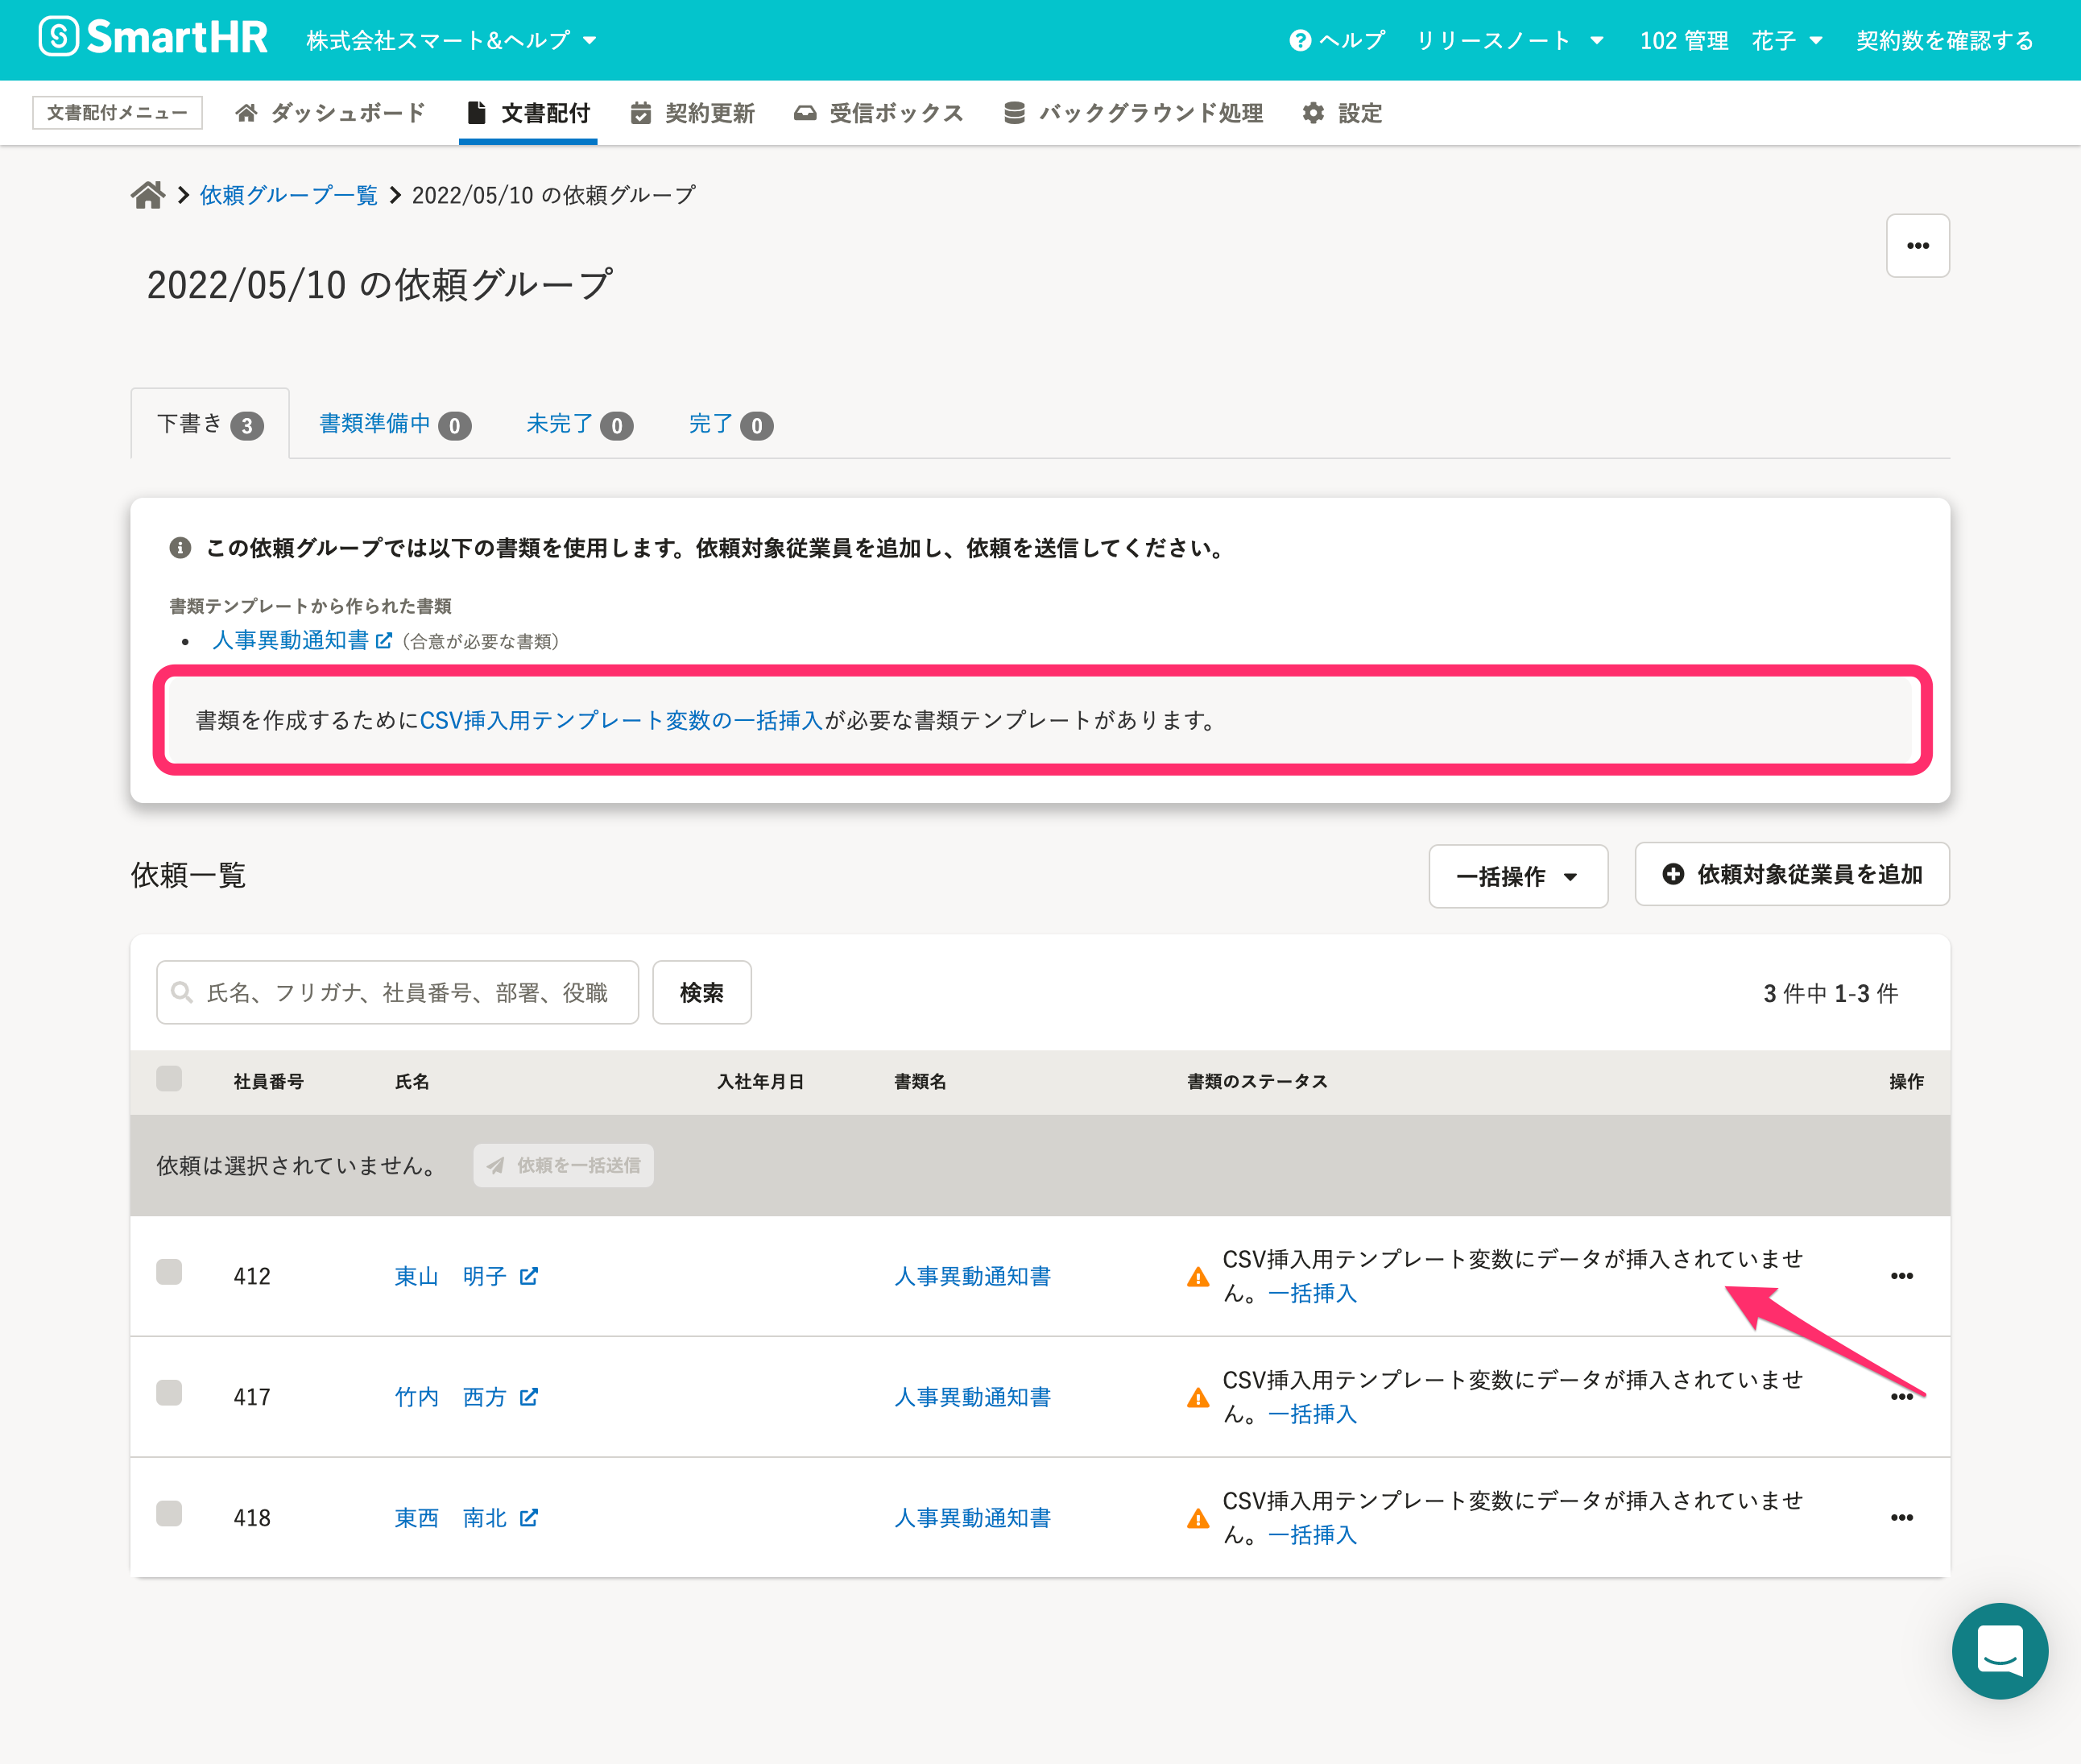 SmartHR 株式会社スマート&ヘルプ ヘルプ リリースノート 102 管理 花子 契約数を確認する
文書配付メニュー ダッシュボード 文書配付 契約更新 受信ボックス バックグラウンド処理 設定
依頼グループ一覧 2022/05/10 の依頼グループ
2022/05/10 の依頼グループ
下書き 3 書類準備中 0 未完了 0 完了 0
この依頼グループでは以下の書類を使用します。依頼対象従業員を追加し、依頼を送信してください。
書類テンプレートから作られた書類
• 人事異動通知書 (合意が必要な書類)
書類を作成するためにCSV挿入用テンプレート変数の一括挿入が必要な書類テンプレートがあります。
依頼一覧 一括操作 依頼対象従業員を追加
氏名、フリガナ、社員番号、部署、役職 検索 3 件中 1-3 件
社員番号 氏名 入社年月日 書類名 書類のステータス 操作
依頼は選択されていません。 依頼を一括送信
412 東山 明子 人事異動通知書 CSV挿入用テンプレート変数にデータが挿入されていませ
ん。一括挿入
417 竹内 西方 人事異動通知書 CSV挿入用テンプレート変数にデータが挿入されていませ
ん。一括挿入
418 東西 南北 人事異動通知書 CSV挿入用テンプレート変数にデータが挿入されていませ
ん。一括挿入